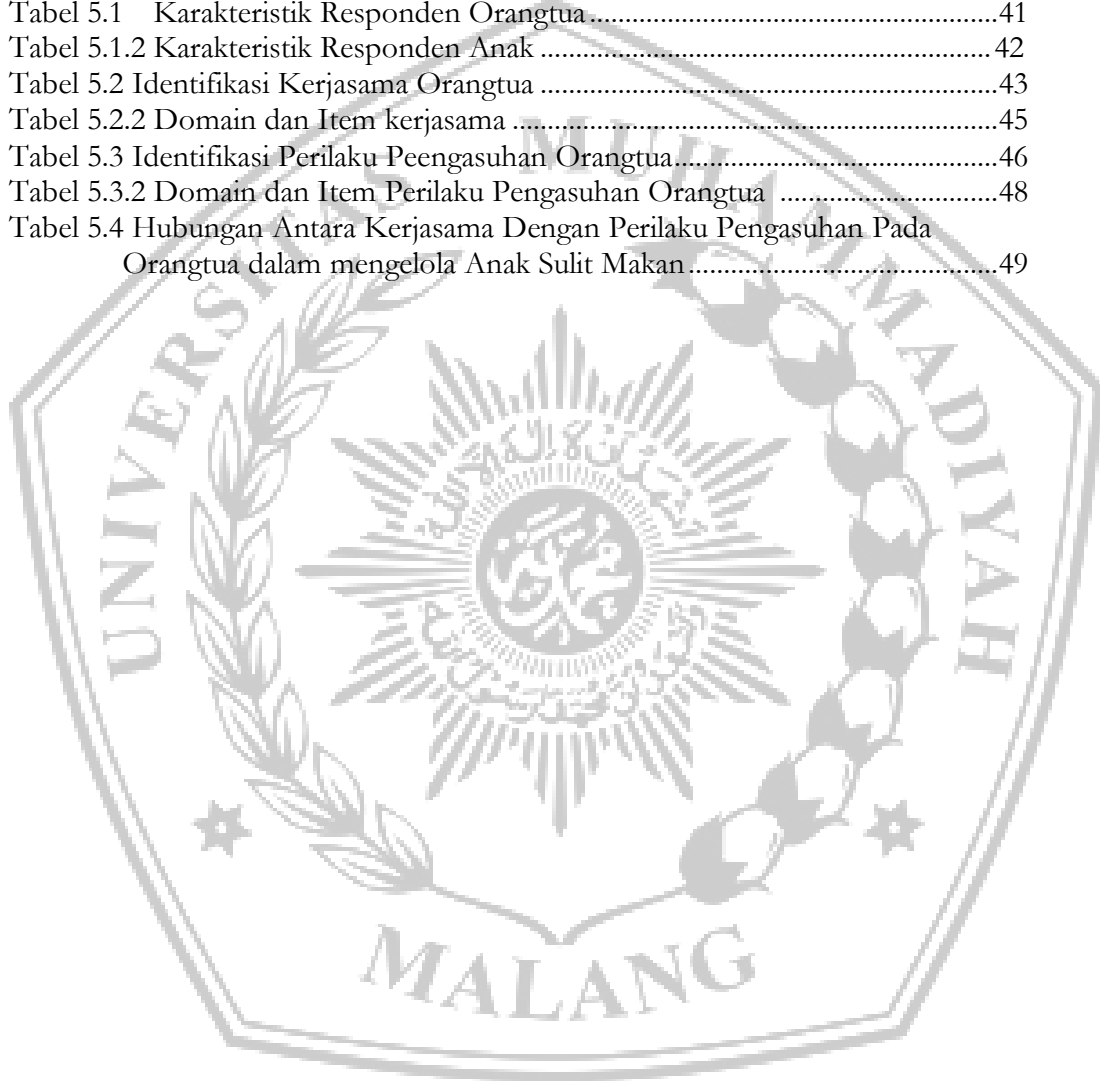 Tabel 5.1 Karakteristik Responden Orangtua ........................................................................41
Tabel 5.1.2 Karakteristik Responden Anak ................................................................................42
Tabel 5.2 Identifikasi Kerjasama Orangtua ................................................................................43
Tabel 5.2.2 Domain dan Item kerjasama .....................................................................................45
Tabel 5.3 Identifikasi Perilaku Peengasuhan Orangtua.........................................................46
Tabel 5.3.2 Domain dan Item Perilaku Pengasuhan Orangtua ......................................48
Tabel 5.4 Hubungan Antara Kerjasama Dengan Perilaku Pengasuhan Pada
Orangtua dalam mengelola Anak Sulit Makan.......................................................49
UNIVERSITAS MUHAMMADIYAH
MALANG